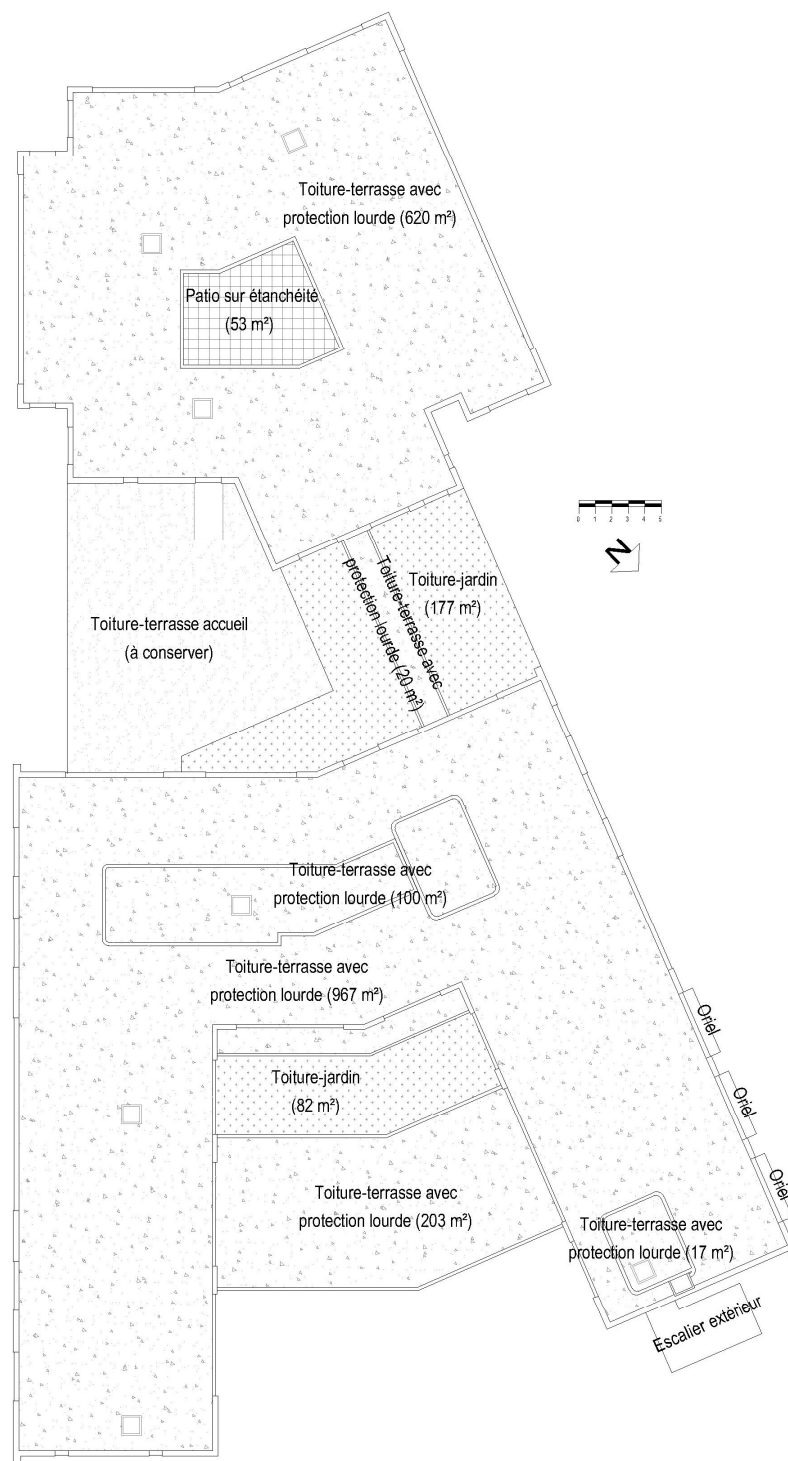 Toiture-terrasse avec
protection lourde (620 m²)
Patio sur étanchéité
(53 m²)
0 1 2 3 4 5
N
Toiture-terrasse avec
protection lourde (20 m²)
Toiture-jardin
(177 m²)
Toiture-terrasse accueil
(à conserver)
Toiture-terrasse avec
protection lourde (100 m²)
Toiture-terrasse avec
protection lourde (967 m²)
Oriel
Toiture-jardin
(82 m²)
Oriel
Oriel
Toiture-terrasse avec
protection lourde (203 m²)
Toiture-terrasse avec
protection lourde (17 m²)
Escalier extérieur